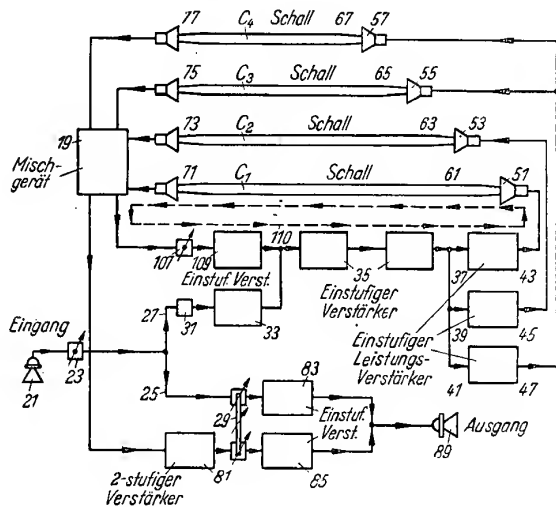 77 C4 Schall 67 57
75 C3 Schall 65 55
19 73 C2 Schall 63 53
Misch-
gerät
71 C1 Schall 61 51
107 109 110 35 37 43
Einstuf. Verst.
Einstufiger
Verstärker
27 31 33 39 45
Einstufiger
Leistungs-
Verstärker
41 47
Eingang
21 23
25 29 83
Einstuf.
Verst.
81 85
2-stufiger
Verstärker
Ausgang
89